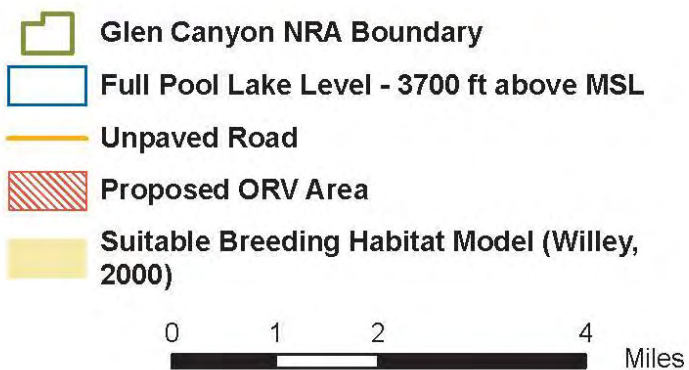 Glen Canyon NRA Boundary
Full Pool Lake Level - 3700 ft above MSL
Unpaved Road
Proposed ORV Area
Suitable Breeding Habitat Model (Willey,
2000)
0 1 2 4
Miles